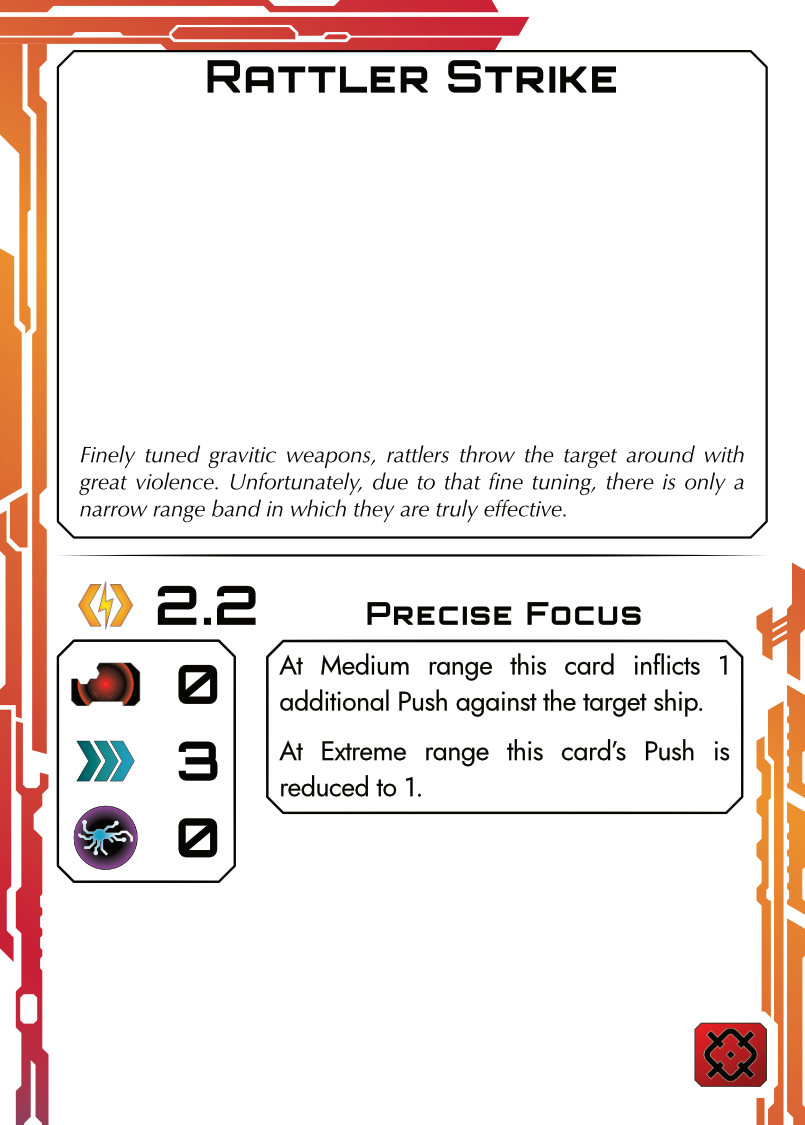 Rattler Strike
Finely tuned gravitic weapons, rattlers throw the target around with
great violence. Unfortunately, due to that fine tuning, there is only a
narrow range band in which they are truly effective.
2.2
Precise Focus
0
3
0
At Medium range this card inflicts 1
additional Push against the target ship.
At Extreme range this card's Push is
reduced to 1.